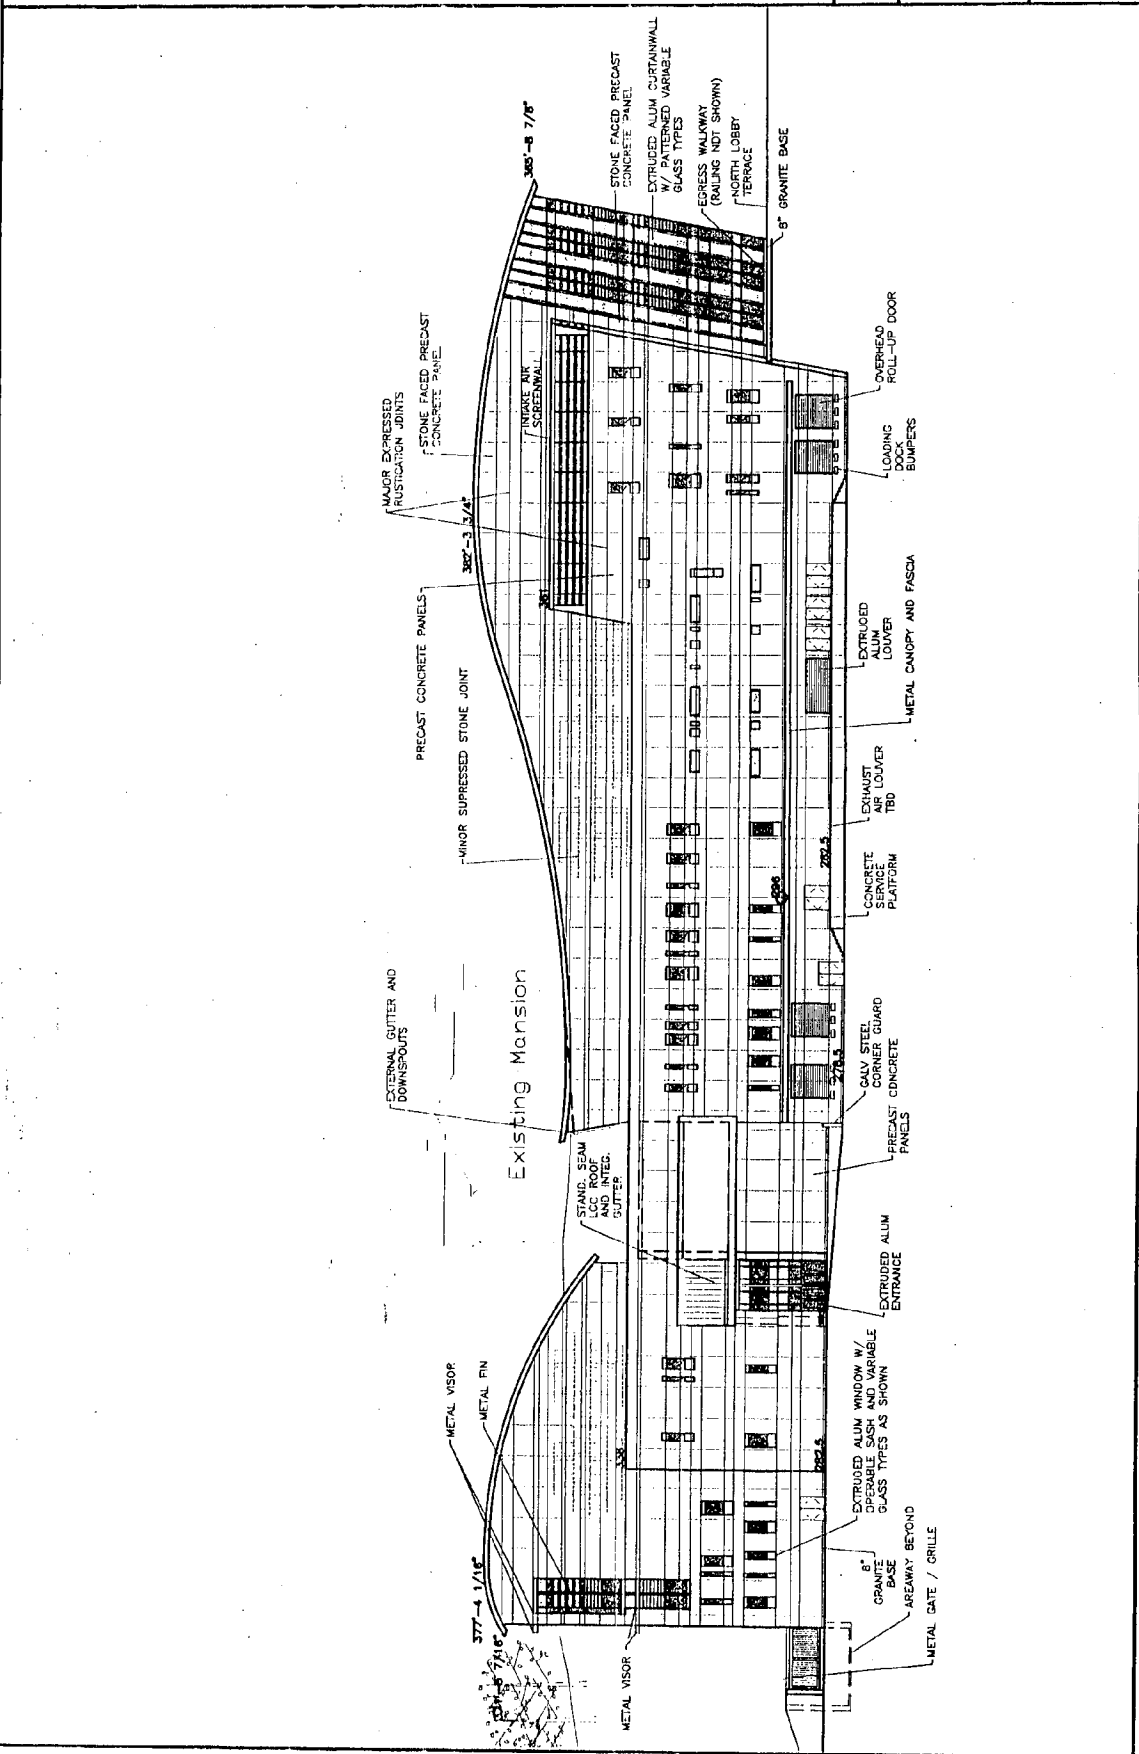 EXTERNAL GUTTER AND
DOWNSPOUTS
Existing Mansion
MINOR SUPRESSED STONE JOINT
PRECAST CONCRETE PANELS
MAJOR EXPRESSED
RUSTICATION JOINTS
STONE FACED PRECAST
CONCRETE PANEL
382'-3 3/4"
361
INTAKE AIR
SCREENWALL
365'-8 7/8"
STONE FACED PRECAST
CONCRETE PANEL
EXTRUDED ALUM CURTAINWALL
W/ PATTERNED VARIABLE
GLASS TYPES
EGRESS WALKWAY
(RAILING NOT SHOWN)
NORTH LOBBY
TERRACE
8" GRANITE BASE
377'-4 1/16"
METAL VISOR
METAL FIN
STAND. SEAM
LCC ROOF
AND INTEG.
GUTTER
METAL VISOR
338
296
282.5
278.5
282.5
METAL GATE / GRILLE
AREAWAY BEYOND
8"
GRANITE
BASE
EXTRUDED ALUM WINDOW W/
OPERABLE SASH AND VARIABLE
GLASS TYPES AS SHOWN
EXTRUDED ALUM
ENTRANCE
PRECAST CONCRETE
PANELS
GALV STEEL
CORNER GUARD
CONCRETE
SERVICE
PLATFORM
EXHAUST
AIR LOUVER
TBD
METAL CANOPY AND FASCIA
EXTRUDED
ALUM
LOUVER
LOADING
DOCK
BUMPERS
OVERHEAD
ROLL-UP DOOR